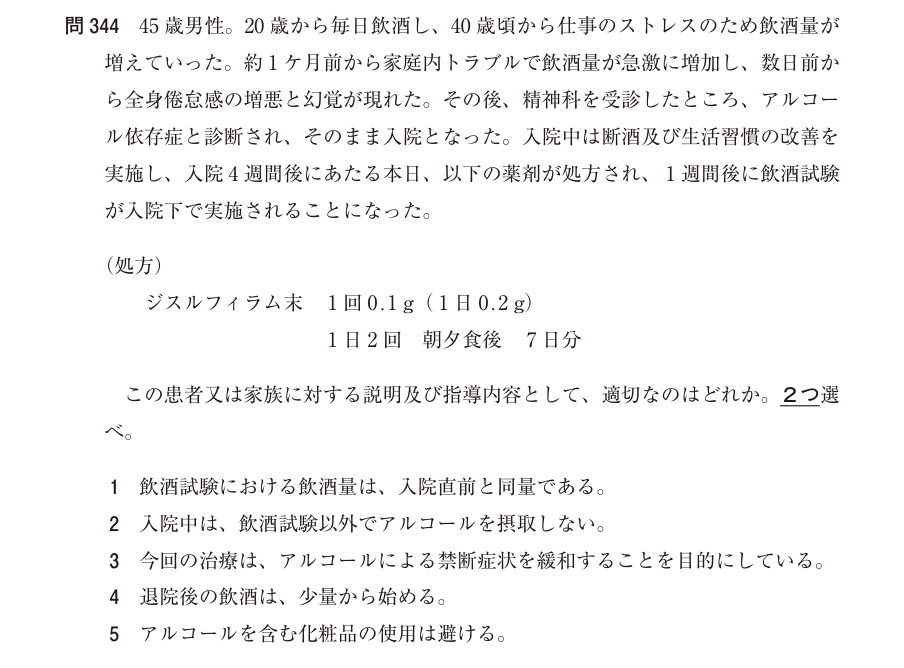 問 344　45 歳男性。20 歳から毎日飲酒し、40 歳頃から仕事のストレスのため飲酒量が
増えていった。約１ケ月前から家庭内トラブルで飲酒量が急激に増加し、数日前か
ら全身倦怠感の増悪と幻覚が現れた。その後、精神科を受診したところ、アルコー
ル依存症と診断され、そのまま入院となった。入院中は断酒及び生活習慣の改善を
実施し、入院４週間後にあたる本日、以下の薬剤が処方され、１週間後に飲酒試験
が入院下で実施されることになった。
（処方）
ジスルフィラム末　１回 0.1 g（１日 0.2 g）
１日２回　朝夕食後　７日分
この患者又は家族に対する説明及び指導内容として、適切なのはどれか。２つ選
べ。
1　飲酒試験における飲酒量は、入院直前と同量である。
2　入院中は、飲酒試験以外でアルコールを摂取しない。
3　今回の治療は、アルコールによる禁断症状を緩和することを目的にしている。
4　退院後の飲酒は、少量から始める。
5　アルコールを含む化粧品の使用は避ける。